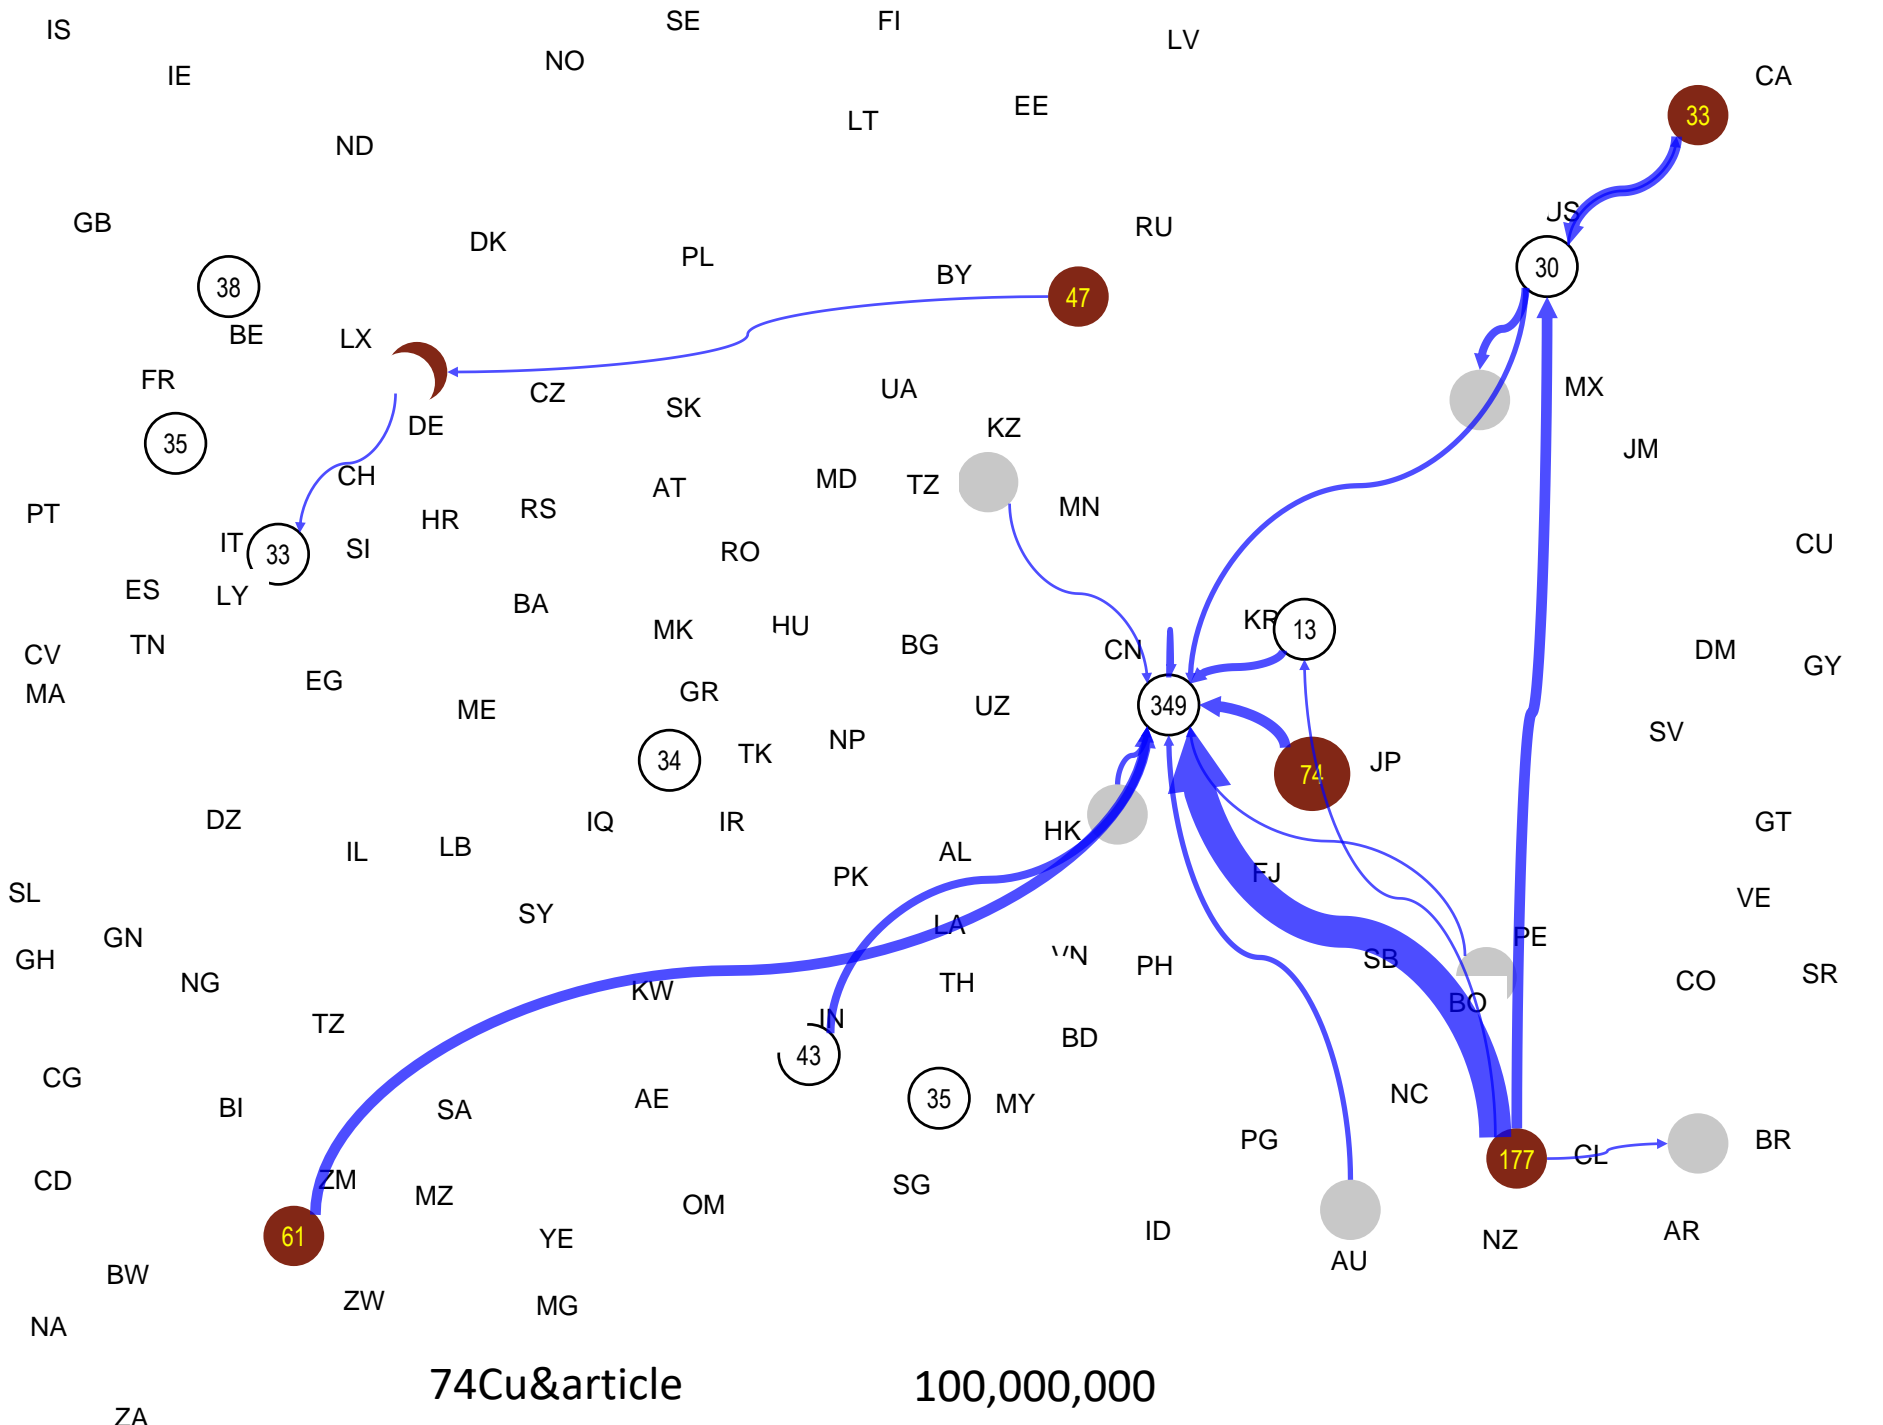 IS
SE
FI
LV
NO
IE
CA
EE
33
LT
ND
JS
GB
RU
DK
PL
30
BY
38
47
BE
LX
FR
MX
UA
CZ
SK
DE
KZ
35
JM
CH
MD
TZ
AT
MN
RS
PT
HR
IT
33
SI
RO
CU
ES
LY
BA
KR
13
HU
MK
TN
BG
CN
DM
CV
GY
EG
MA
GR
349
UZ
ME
SV
NP
TK
34
JP
74
DZ
IQ
IR
GT
HK
IL
LB
AL
FJ
PK
SL
VE
SY
LA
GN
PE
VN
GH
SB
PH
NG
TH
CO
SR
KW
BO
TZ
IN
BD
43
CG
NC
AE
35
MY
BI
SA
PG
BR
CL
177
CD
ZM
SG
MZ
OM
ID
61
YE
NZ
AR
AU
BW
ZW
MG
NA
74Cu&article 100,000,000
ZA